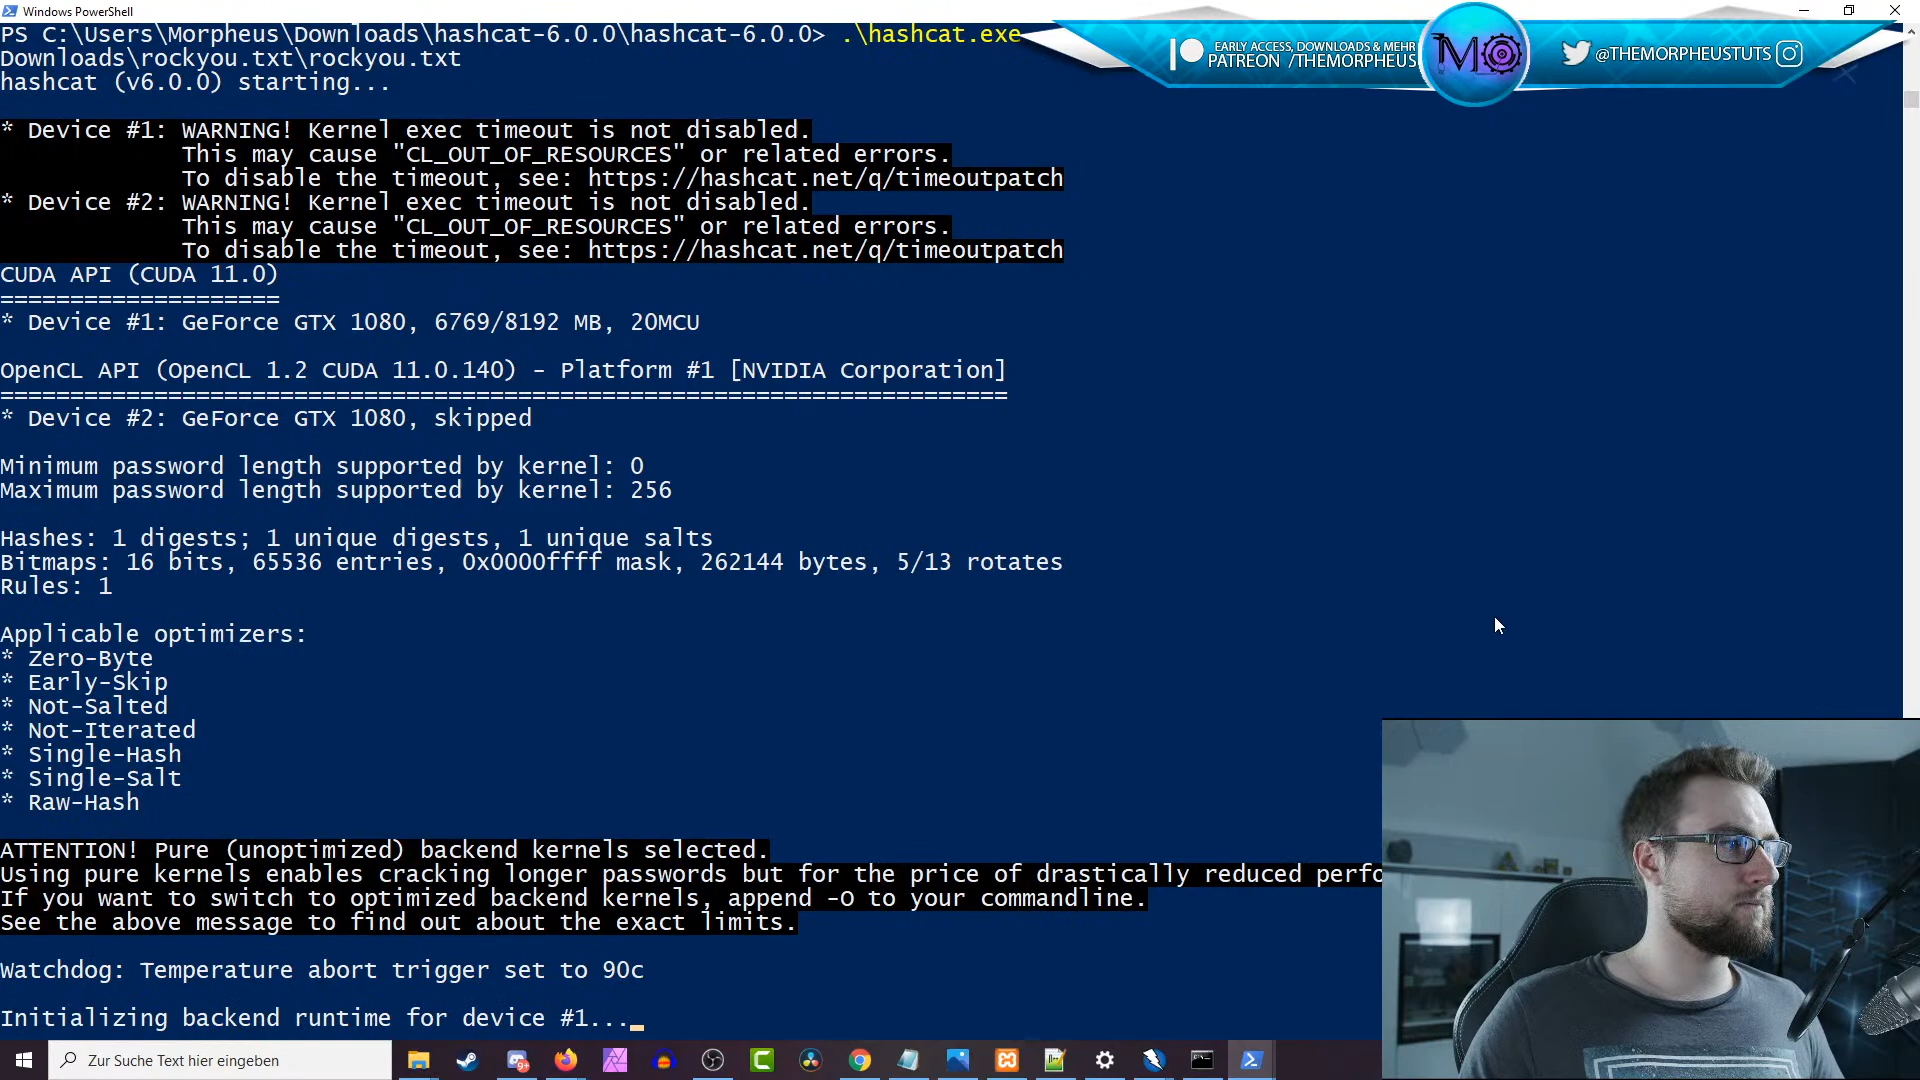 Windows PowerShell
PS C:\Users\Morpheus\Downloads\hashcat-6.0.0\hashcat-6.0.0> .\hashcat.exe
EARLY ACCESS, DOWNLOADS & MEHR
PATREON /THEMORPHEUS
MO
@THEMORPHEUSTUTS
Downloads\rockyou.txt\rockyou.txt
hashcat (v6.0.0) starting...
* Device #1: WARNING! Kernel exec timeout is not disabled.
This may cause "CL_OUT_OF_RESOURCES" or related errors.
To disable the timeout, see: https://hashcat.net/q/timeoutpatch
* Device #2: WARNING! Kernel exec timeout is not disabled.
This may cause "CL_OUT_OF_RESOURCES" or related errors.
To disable the timeout, see: https://hashcat.net/q/timeoutpatch
CUDA API (CUDA 11.0)
====================
* Device #1: GeForce GTX 1080, 6769/8192 MB, 20MCU
OpenCL API (OpenCL 1.2 CUDA 11.0.140) - Platform #1 [NVIDIA Corporation]
========================================================================
* Device #2: GeForce GTX 1080, skipped
Minimum password length supported by kernel: 0
Maximum password length supported by kernel: 256
Hashes: 1 digests; 1 unique digests, 1 unique salts
Bitmaps: 16 bits, 65536 entries, 0x0000ffff mask, 262144 bytes, 5/13 rotates
Rules: 1
Applicable optimizers:
* Zero-Byte
* Early-Skip
* Not-Salted
* Not-Iterated
* Single-Hash
* Single-Salt
* Raw-Hash
ATTENTION! Pure (unoptimized) backend kernels selected.
Using pure kernels enables cracking longer passwords but for the price of drastically reduced perfo
If you want to switch to optimized backend kernels, append -O to your commandline.
See the above message to find out about the exact limits.
Watchdog: Temperature abort trigger set to 90c
Initializing backend runtime for device #1..._
Zur Suche Text hier eingeben
9+